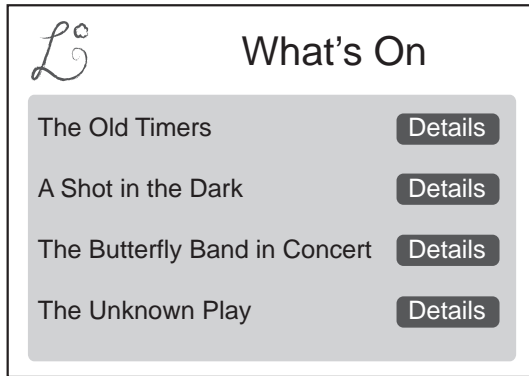 L
What's On
The Old Timers Details
A Shot in the Dark Details
The Butterfly Band in Concert Details
The Unknown Play Details